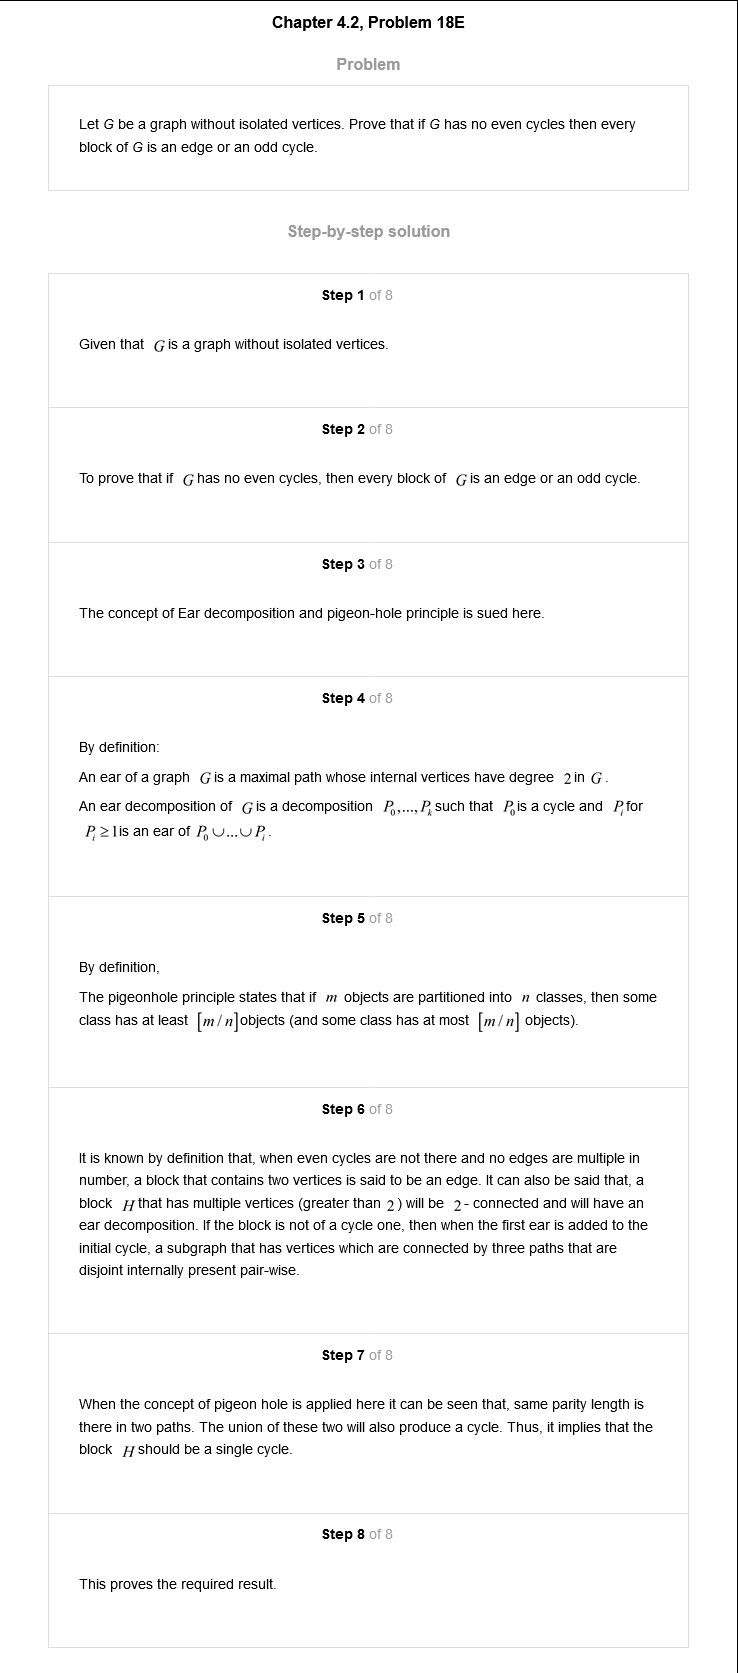 Chapter 4.2, Problem 18E
Problem
Let G be a graph without isolated vertices. Prove that if G has no even cycles then every
block of G is an edge or an odd cycle.
Step-by-step solution
Step 1 of 8
Given that G is a graph without isolated vertices.
Step 2 of 8
To prove that if G has no even cycles, then every block of G is an edge or an odd cycle.
Step 3 of 8
The concept of Ear decomposition and pigeon-hole principle is sued here.
Step 4 of 8
By definition:
An ear of a graph G is a maximal path whose internal vertices have degree 2 in G.
An ear decomposition of G is a decomposition P₀,...,Pₖ such that P₀ is a cycle and Pᵢ for
Pᵢ ≥ 1 is an ear of P₀ ∪ ... ∪ Pᵢ.
Step 5 of 8
By definition,
The pigeonhole principle states that if m objects are partitioned into n classes, then some
class has at least [m/n] objects (and some class has at most [m/n] objects).
Step 6 of 8
It is known by definition that, when even cycles are not there and no edges are multiple in
number, a block that contains two vertices is said to be an edge. It can also be said that, a
block H that has multiple vertices (greater than 2) will be 2- connected and will have an
ear decomposition. If the block is not of a cycle one, then when the first ear is added to the
initial cycle, a subgraph that has vertices which are connected by three paths that are
disjoint internally present pair-wise.
Step 7 of 8
When the concept of pigeon hole is applied here it can be seen that, same parity length is
there in two paths. The union of these two will also produce a cycle. Thus, it implies that the
block H should be a single cycle.
Step 8 of 8
This proves the required result.